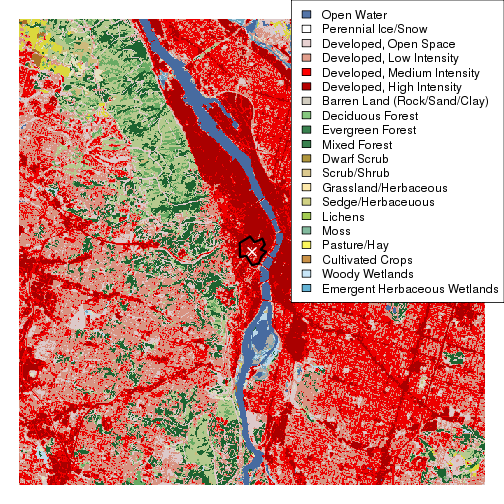 Open Water
Perennial Ice/Snow
Developed, Open Space
Developed, Low Intensity
Developed, Medium Intensity
Developed, High Intensity
Barren Land (Rock/Sand/Clay)
Deciduous Forest
Evergreen Forest
Mixed Forest
Dwarf Scrub
Scrub/Shrub
Grassland/Herbaceous
Sedge/Herbaceuous
Lichens
Moss
Pasture/Hay
Cultivated Crops
Woody Wetlands
Emergent Herbaceous Wetlands